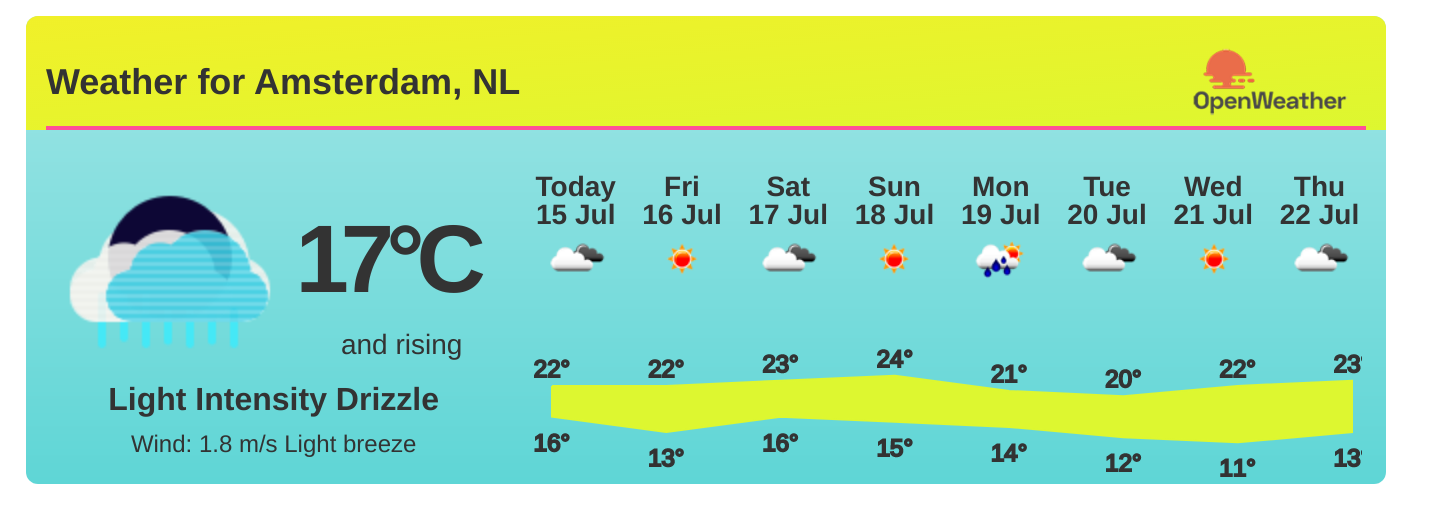 Weather for Amsterdam, NL
OpenWeather
17°C
and rising
Light Intensity Drizzle
Wind: 1.8 m/s Light breeze
Today Fri Sat Sun Mon Tue Wed Thu
15 Jul 16 Jul 17 Jul 18 Jul 19 Jul 20 Jul 21 Jul 22 Jul
22° 22° 23° 24° 21° 20° 22° 23°
16° 13° 16° 15° 14° 12° 11° 13°